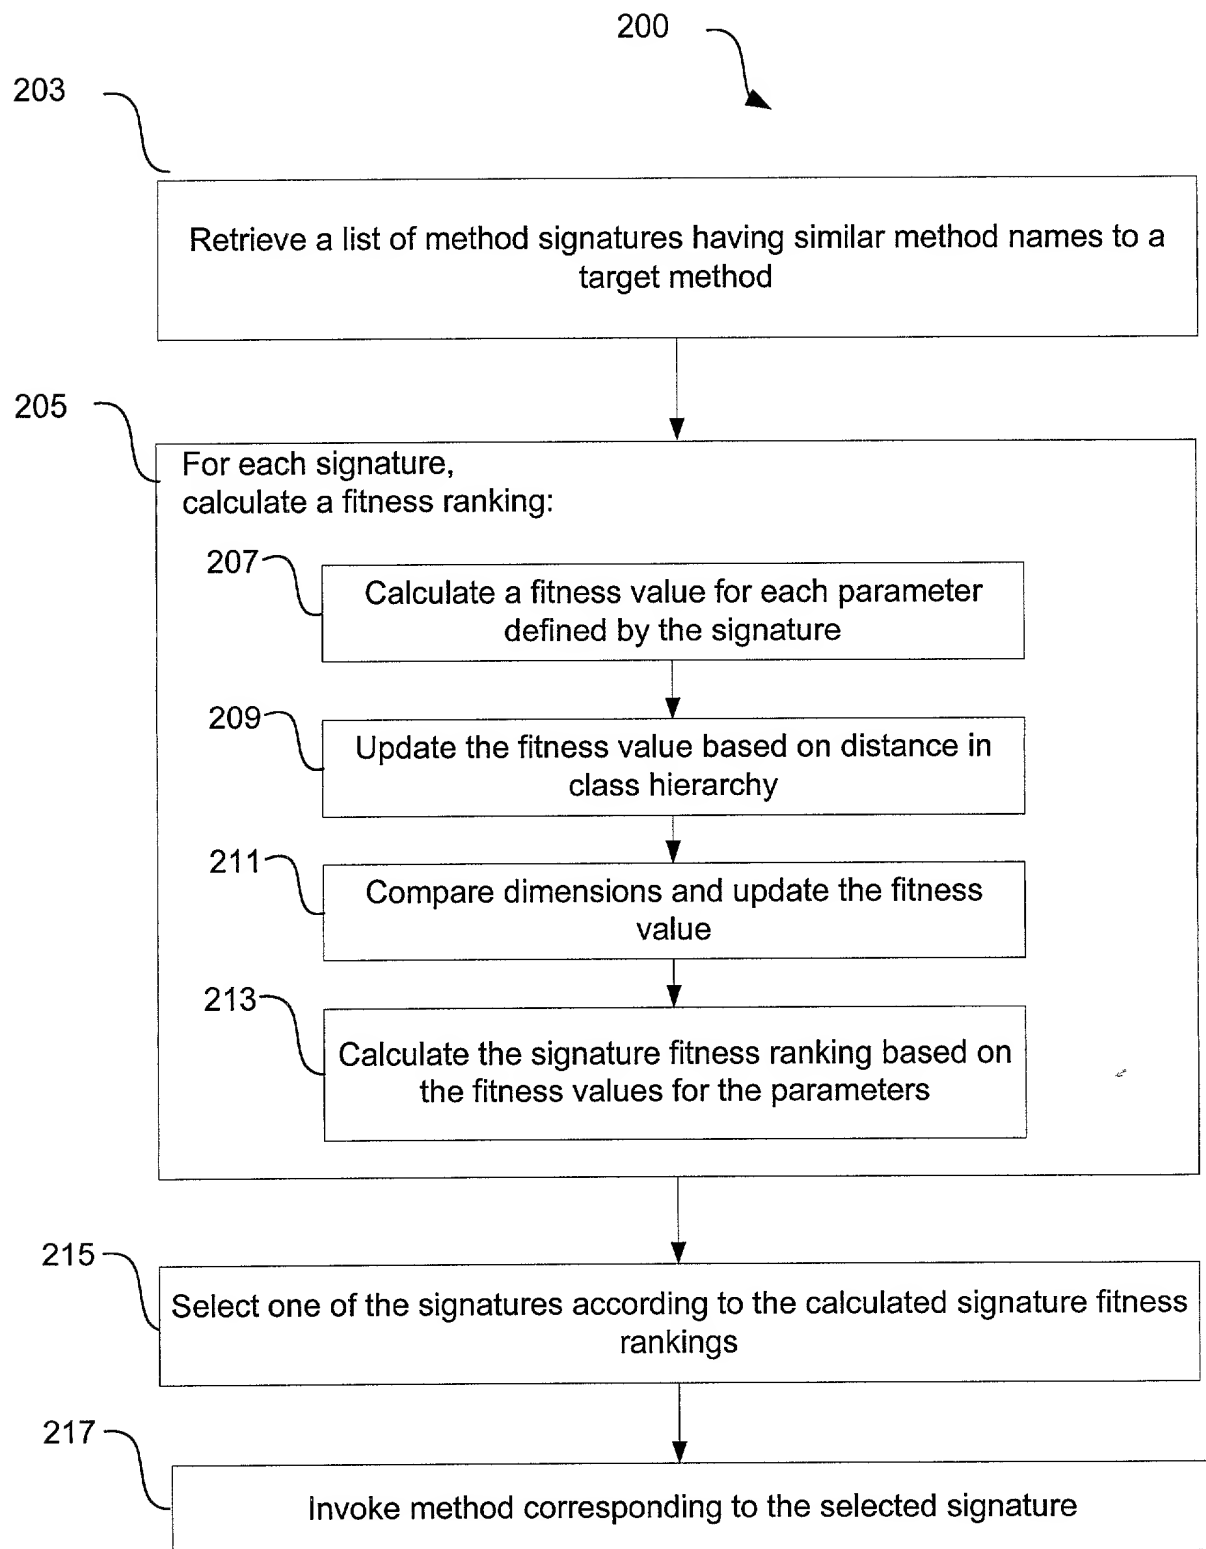 200
203
Retrieve a list of method signatures having similar method names to a
target method
205
For each signature,
calculate a fitness ranking:
207
Calculate a fitness value for each parameter
defined by the signature
209
Update the fitness value based on distance in
class hierarchy
211
Compare dimensions and update the fitness
value
213
Calculate the signature fitness ranking based on
the fitness values for the parameters
215
Select one of the signatures according to the calculated signature fitness
rankings
217
Invoke method corresponding to the selected signature